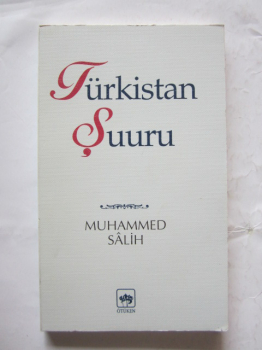 Türkistan
Şuuru
MUHAMMED
SÂLİH
ÖTÜKEN